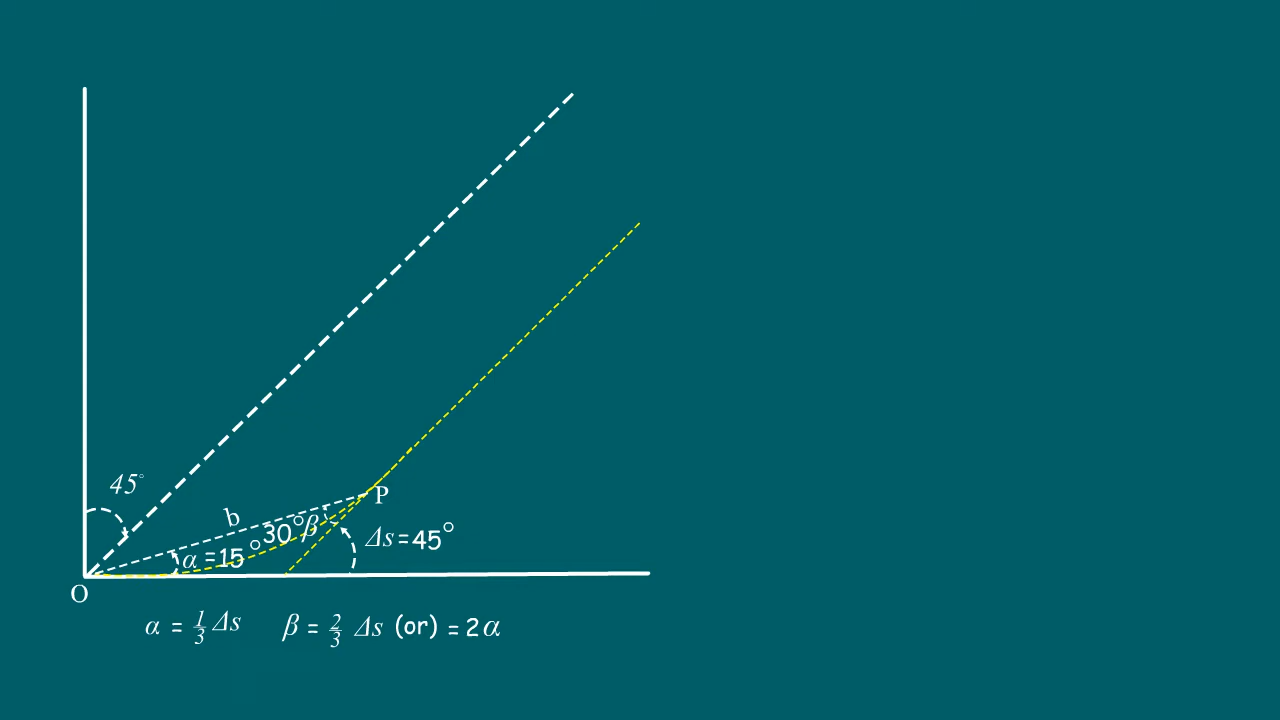 45°
P
b
30°β
Δs = 45°
α = 15°
O
α = 1/3 Δs β = 2/3 Δs (or) = 2α